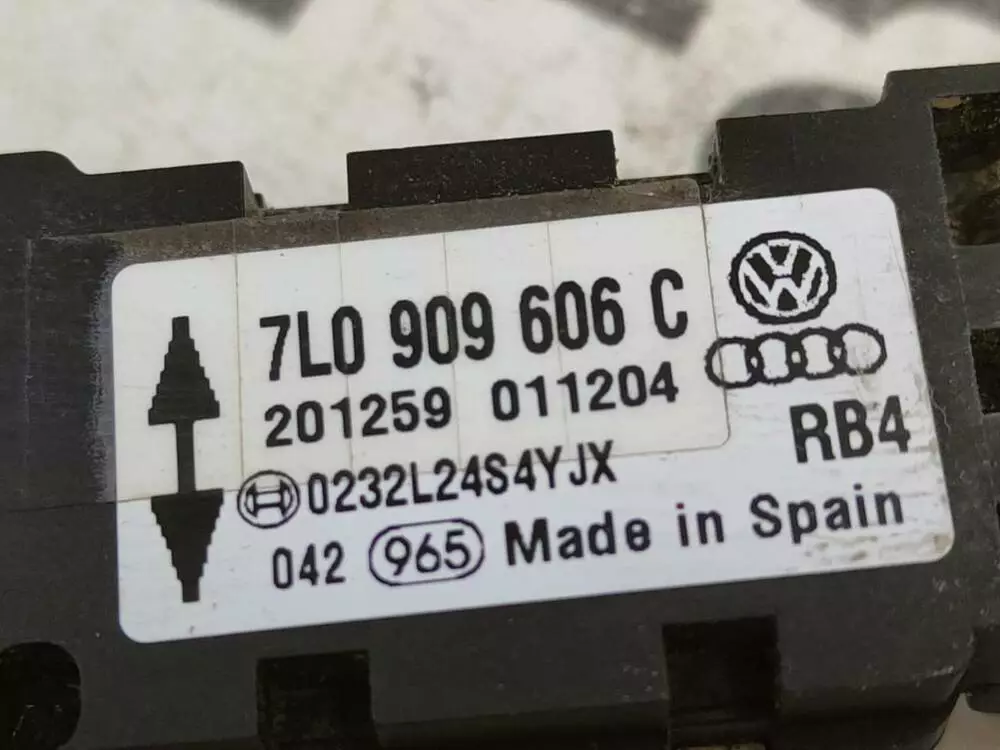 7L0 909 606 C
201259 011204
RB4
0232L24S4YJX
042 965 Made in Spain